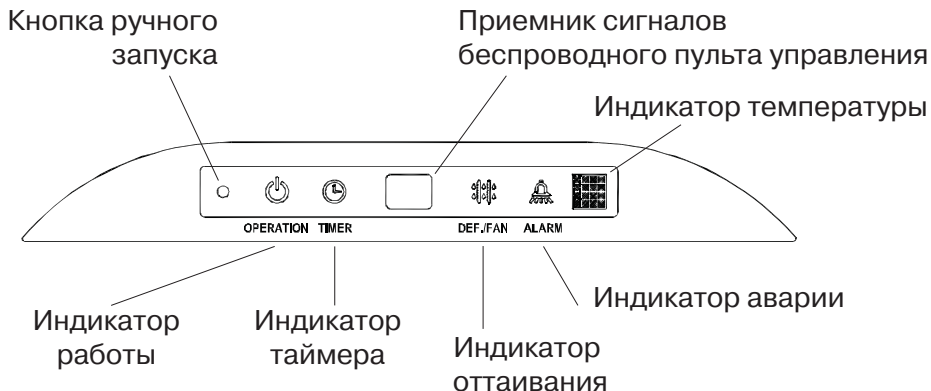 Кнопка ручного
запуска
Приемник сигналов
беспроводного пульта управления
Индикатор температуры
OPERATION TIMER DEF./FAN ALARM
Индикатор
работы
Индикатор
таймера
Индикатор
оттаивания
Индикатор аварии